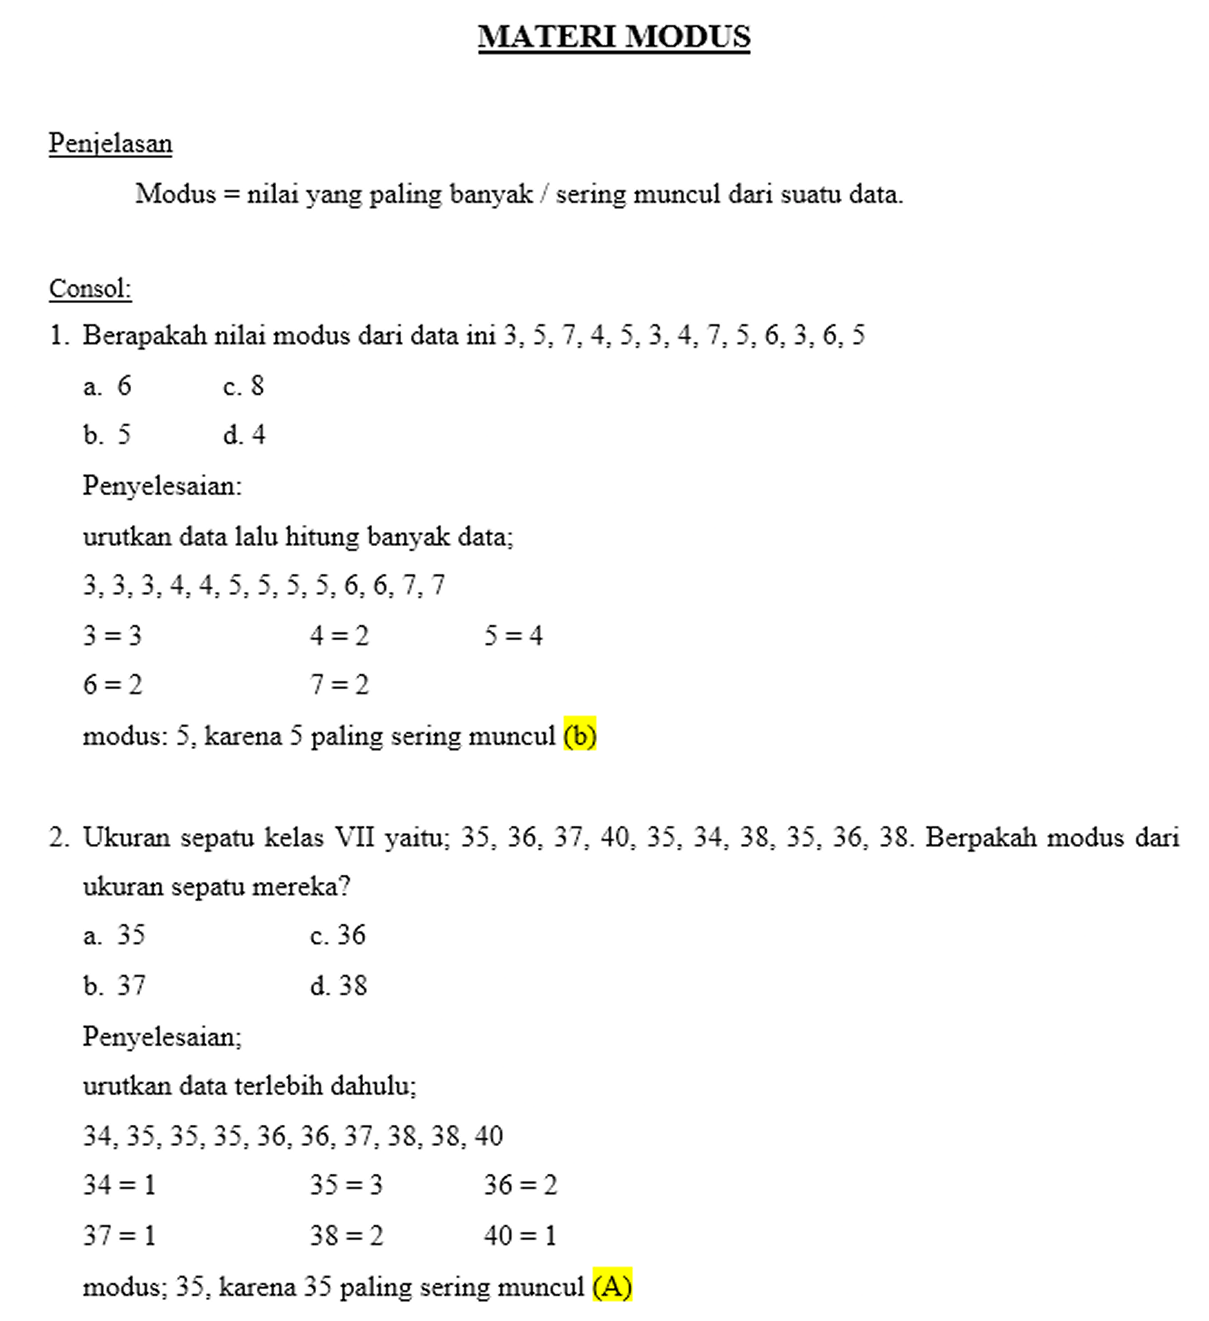 MATERI MODUS
Penjelasan
Modus = nilai yang paling banyak / sering muncul dari suatu data.
Consol:
1. Berapakah nilai modus dari data ini 3, 5, 7, 4, 5, 3, 4, 7, 5, 6, 3, 6, 5
a. 6 c. 8
b. 5 d. 4
Penyelesaian:
urutkan data lalu hitung banyak data;
3, 3, 3, 4, 4, 5, 5, 5, 5, 6, 6, 7, 7
3 = 3 4 = 2 5 = 4
6 = 2 7 = 2
modus: 5, karena 5 paling sering muncul (b)
2. Ukuran sepatu kelas VII yaitu; 35, 36, 37, 40, 35, 34, 38, 35, 36, 38. Berpakah modus dari
ukuran sepatu mereka?
a. 35 c. 36
b. 37 d. 38
Penyelesaian;
urutkan data terlebih dahulu;
34, 35, 35, 35, 36, 36, 37, 38, 38, 40
34 = 1 35 = 3 36 = 2
37 = 1 38 = 2 40 = 1
modus; 35, karena 35 paling sering muncul (A)